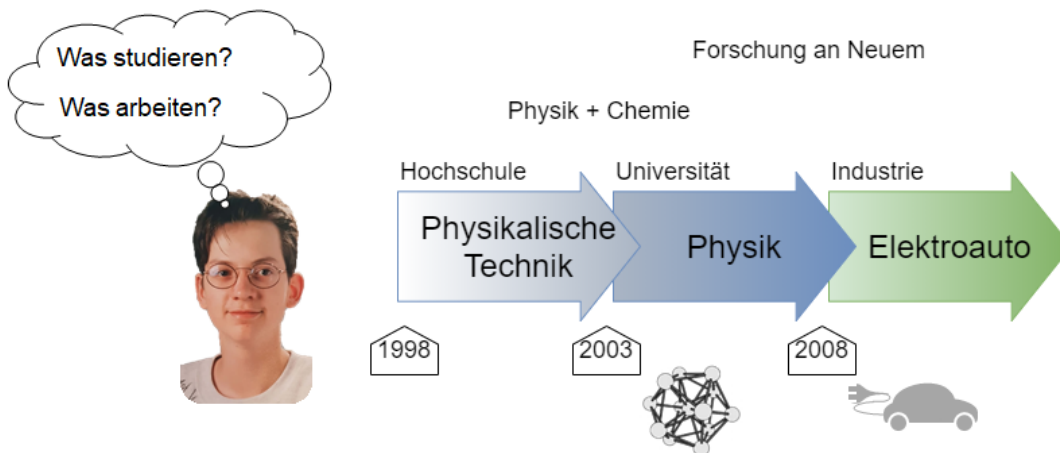 Was studieren?
Was arbeiten?
Forschung an Neuem
Physik + Chemie
Hochschule
Universität
Industrie
Physikalische
Technik
Physik
Elektroauto
1998
2003
2008